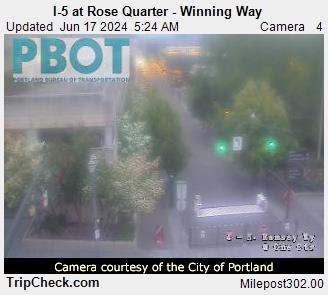 I-5 at Rose Quarter - Winning Way
Updated Jun 17 2024 5:24 AM Camera 4
PBOT
PORTLAND BUREAU OF TRANSPORTATION
Camera courtesy of the City of Portland
TripCheck.com Milepost302.00